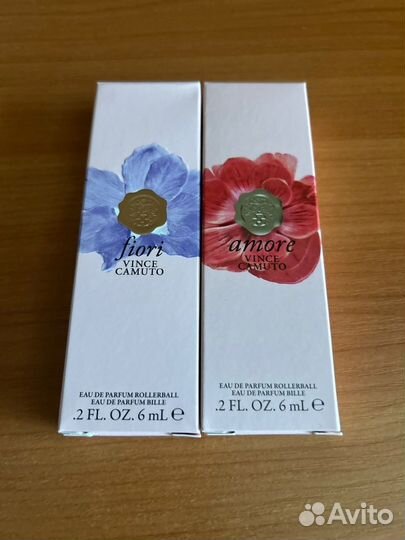 fiori
VINCE
CAMUTO
EAU DE PARFUM ROLLERBALL
EAU DE PARFUM BILLE
.2 FL. OZ. 6 mL ℮
amore
VINCE
CAMUTO
EAU DE PARFUM ROLLERBALL
EAU DE PARFUM BILLE
.2 FL. OZ. 6 mL ℮
Avito